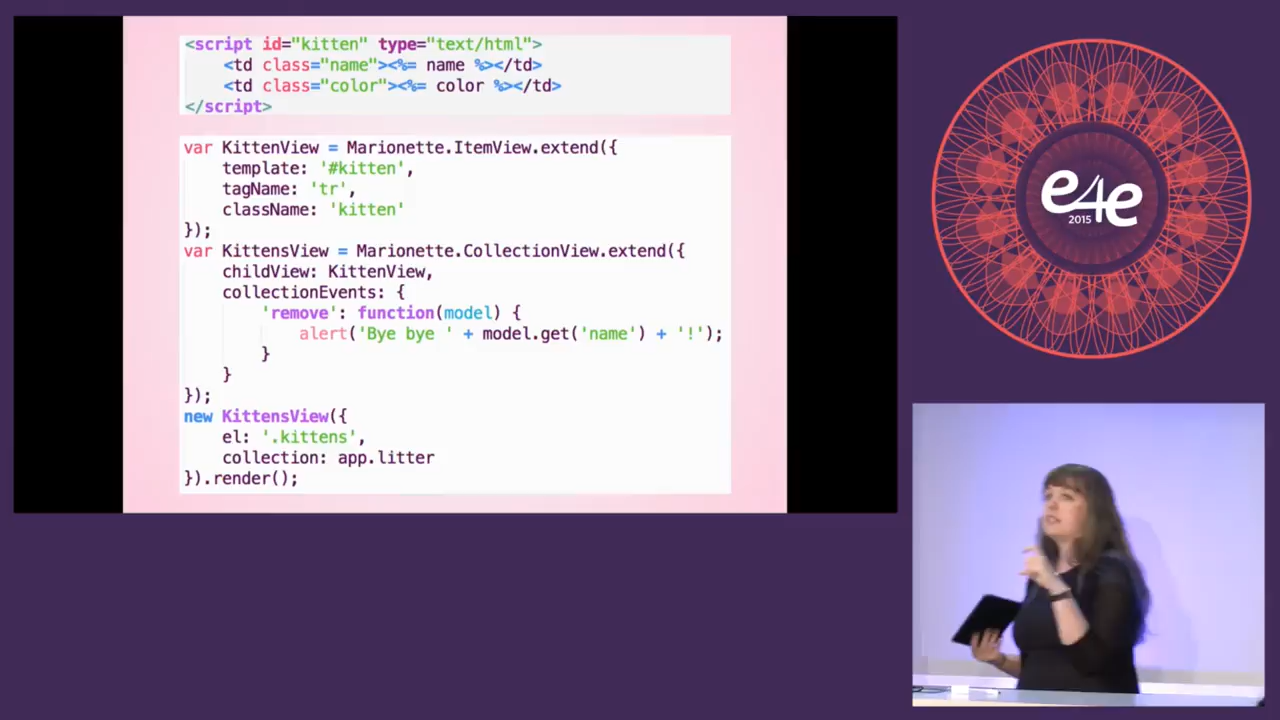 <script id="kitten" type="text/html">
    <td class="name"><%= name %></td>
    <td class="color"><%= color %></td>
</script>
var KittenView = Marionette.ItemView.extend({
    template: '#kitten',
    tagName: 'tr',
    className: 'kitten'
});
var KittensView = Marionette.CollectionView.extend({
    childView: KittenView,
    collectionEvents: {
        'remove': function(model) {
            alert('Bye bye ' + model.get('name') + '!');
        }
    }
});
new KittensView({
    el: '.kittens',
    collection: app.litter
}).render();
e4e
2015